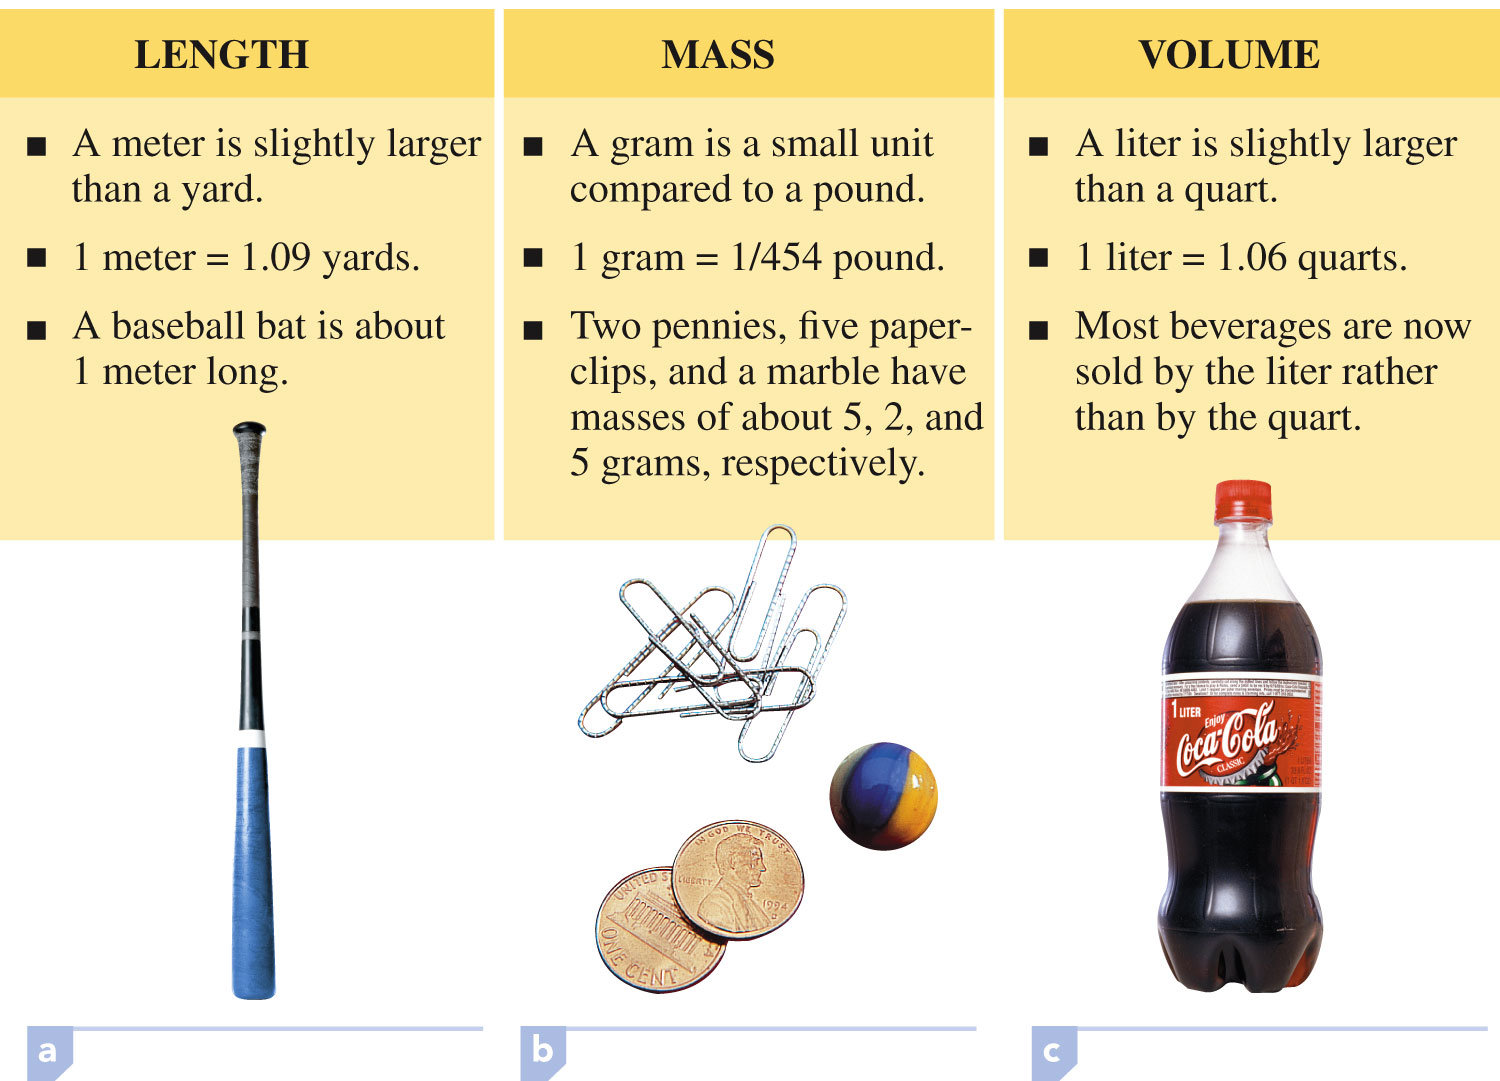 LENGTH
■ A meter is slightly larger
than a yard.
■ 1 meter = 1.09 yards.
■ A baseball bat is about
1 meter long.
a
MASS
■ A gram is a small unit
compared to a pound.
■ 1 gram = 1/454 pound.
■ Two pennies, five paper-
clips, and a marble have
masses of about 5, 2, and
5 grams, respectively.
IN GOD WE TRUST
LIBERTY
1994
D
UNITED S
A
ONE CENT
b
VOLUME
■ A liter is slightly larger
than a quart.
■ 1 liter = 1.06 quarts.
■ Most beverages are now
sold by the liter rather
than by the quart.
1 LITER
Enjoy
Coca-Cola
CLASSIC
c